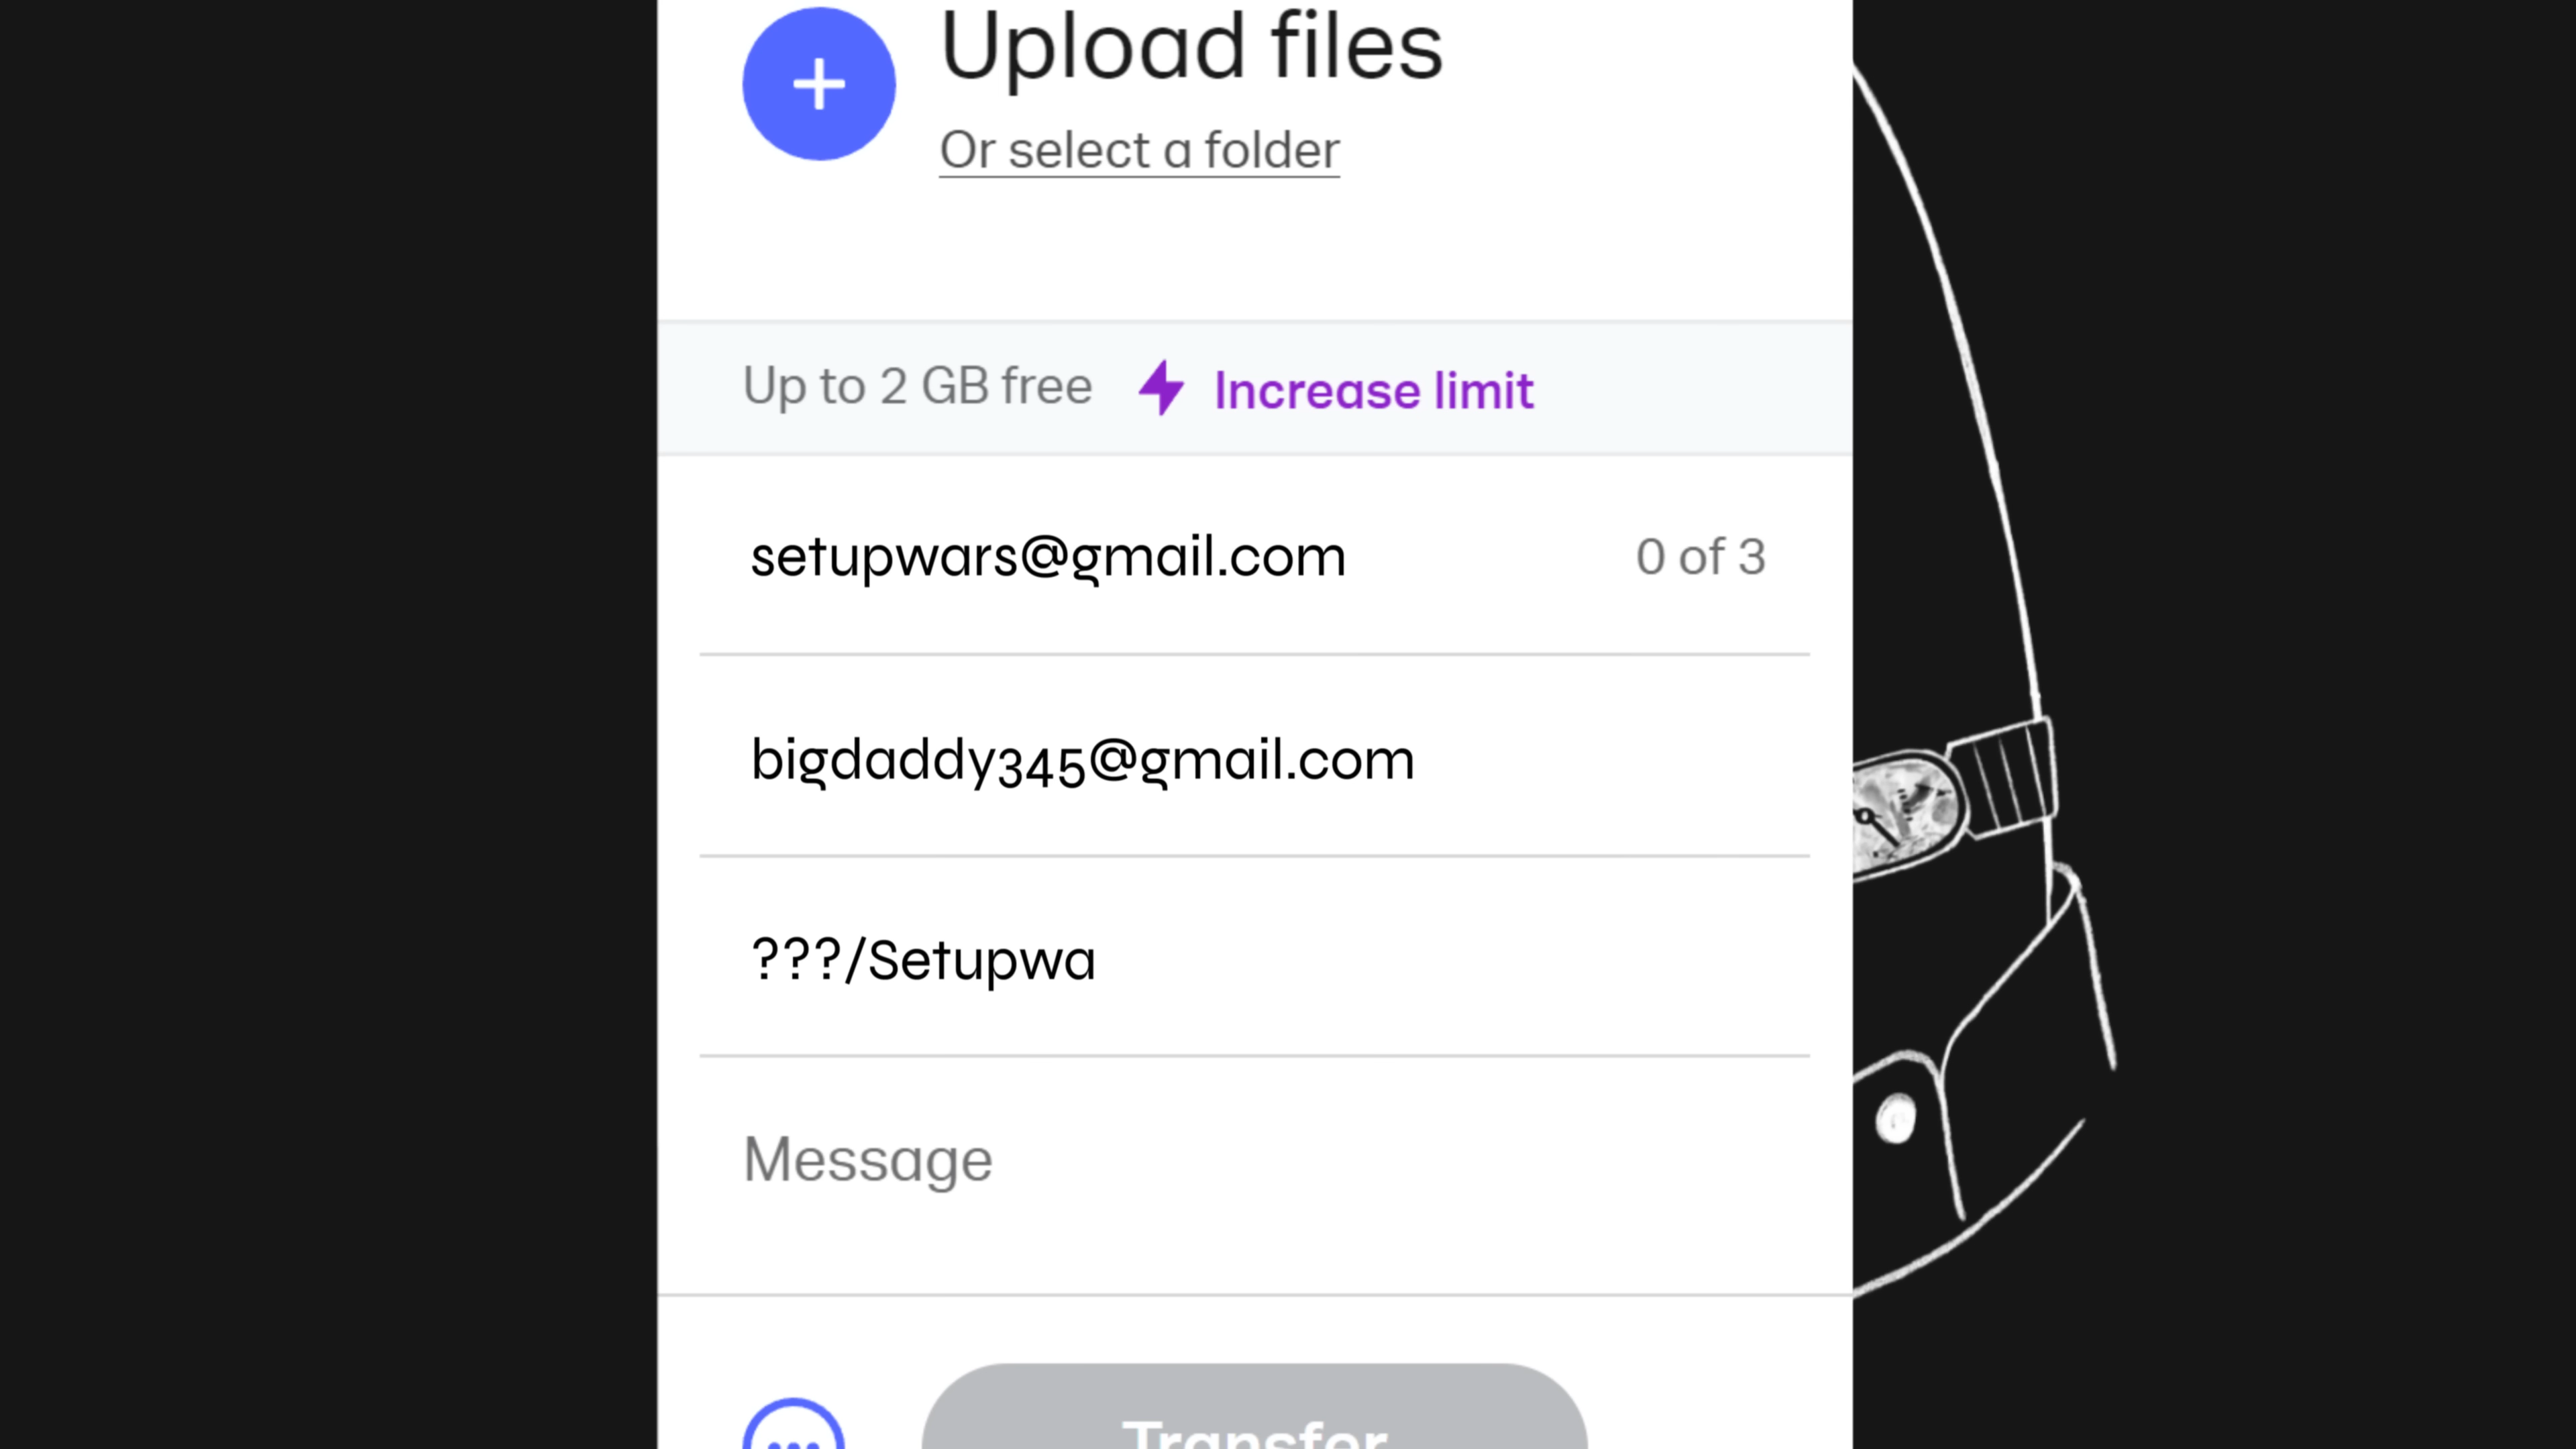 Upload files
Or select a folder
Up to 2 GB free Increase limit
setupwars@gmail.com 0 of 3
bigdaddy345@gmail.com
???/Setupwa
Message
Transfer